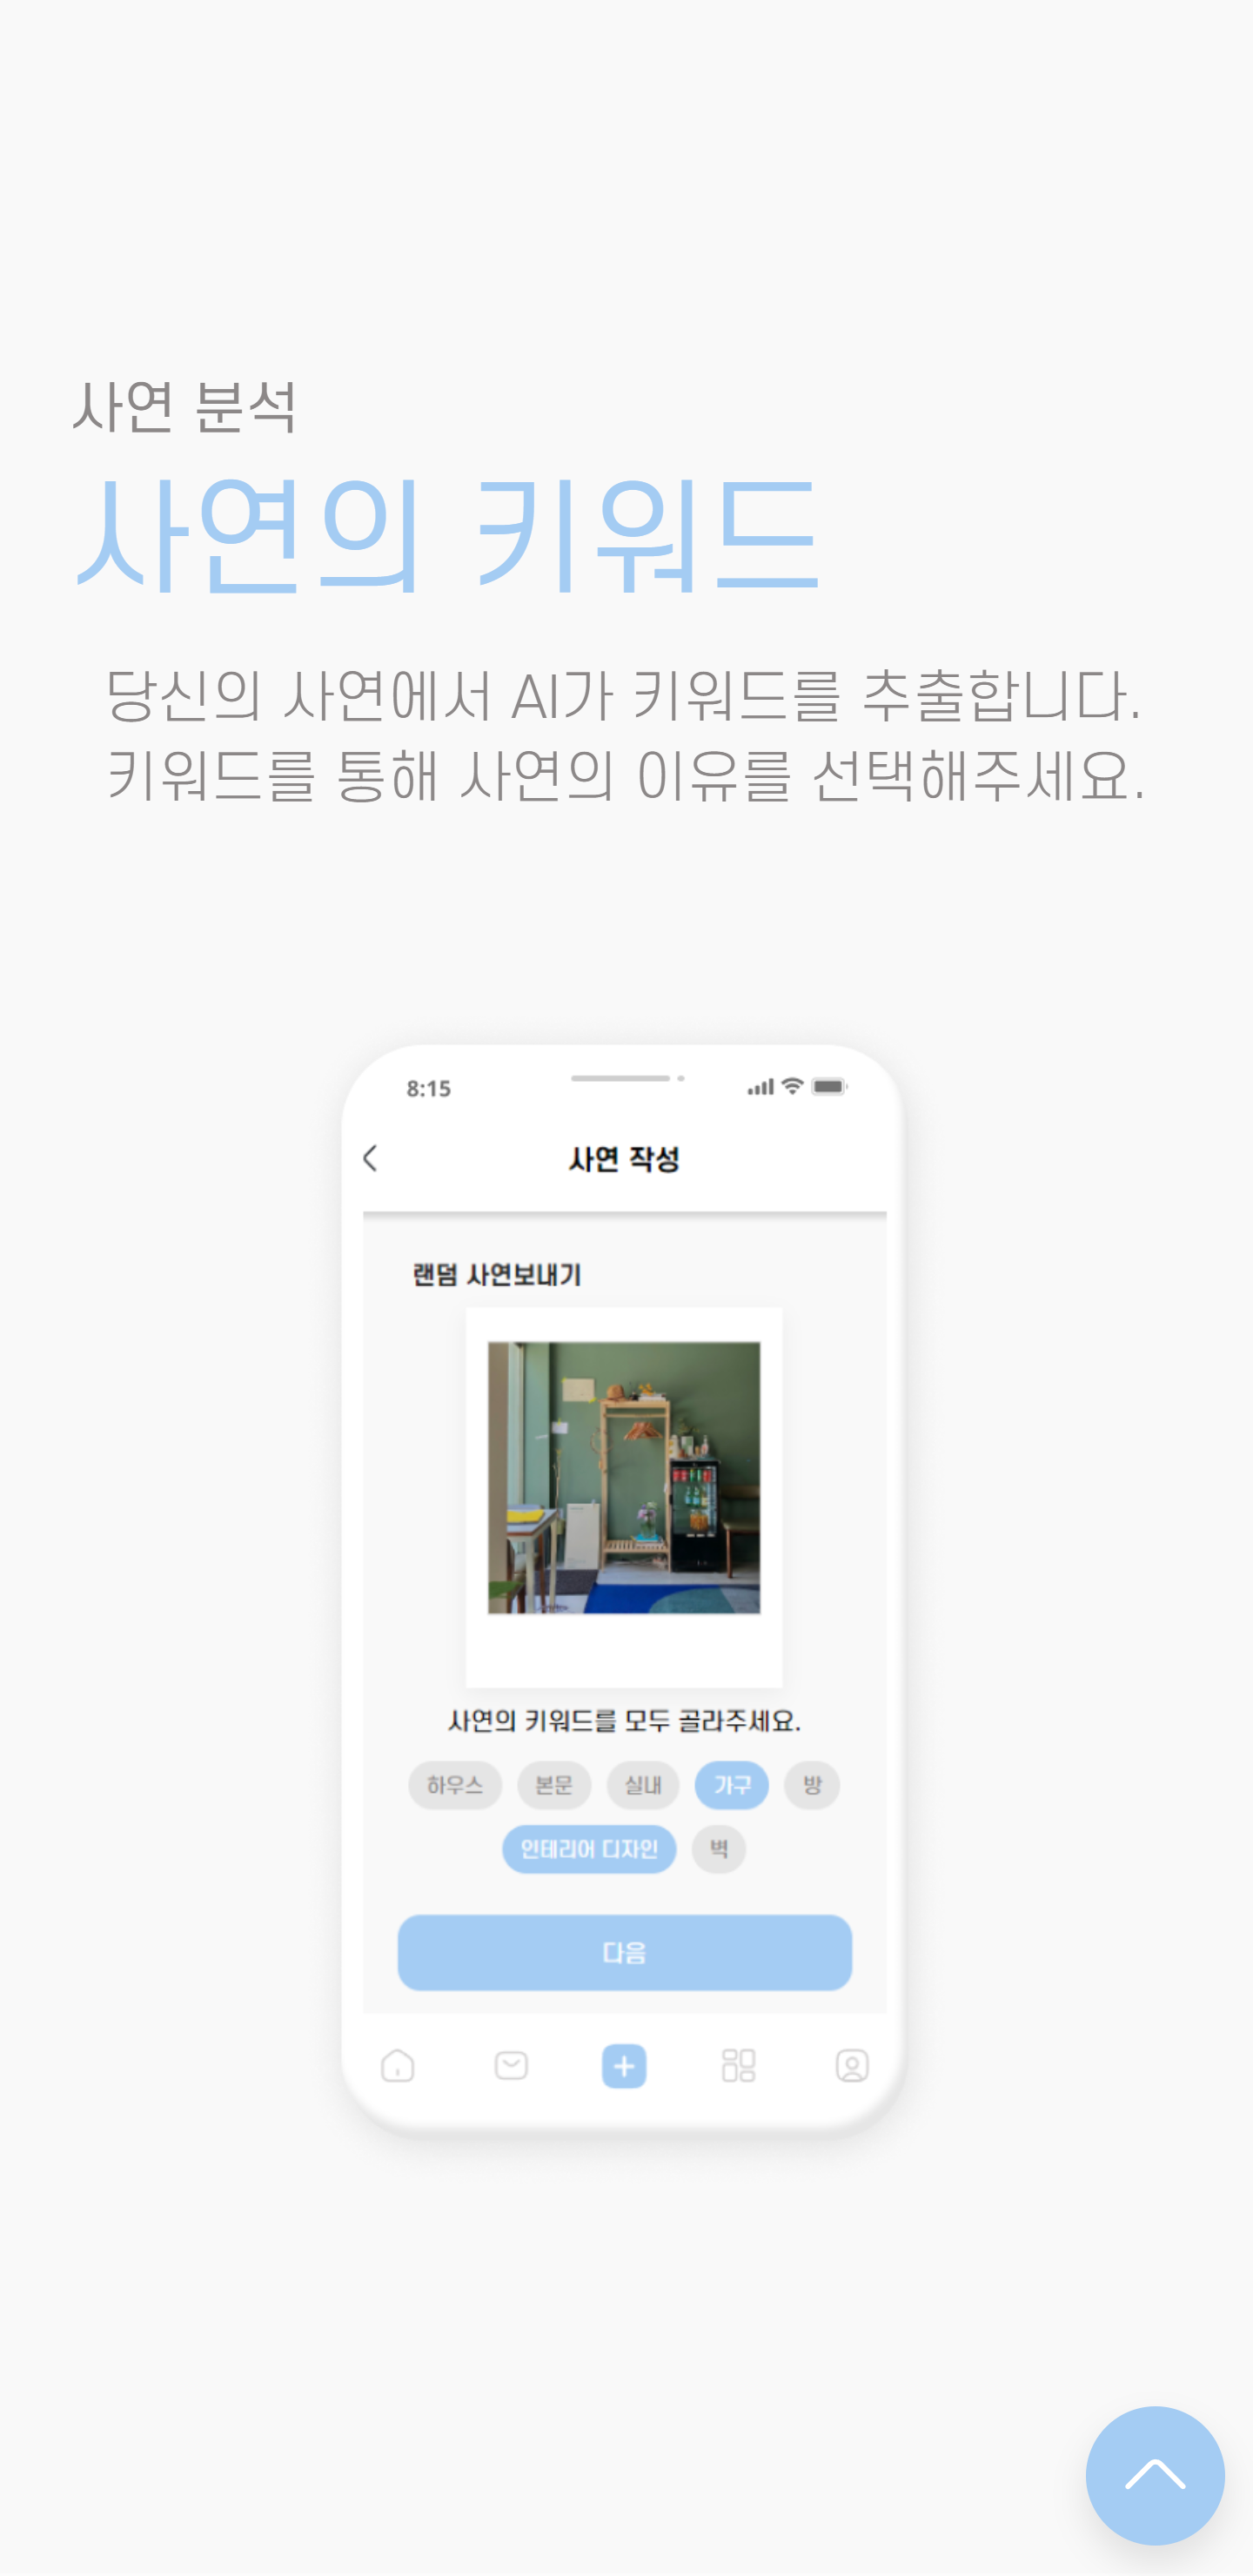 사연 분석
사연의 키워드
당신의 사연에서 AI가 키워드를 추출합니다.
키워드를 통해 사연의 이유를 선택해주세요.
8:15
사연 작성
랜덤 사연보내기
사연의 키워드를 모두 골라주세요.
하우스 본문 실내 가구 방
인테리어 디자인 벽
다음